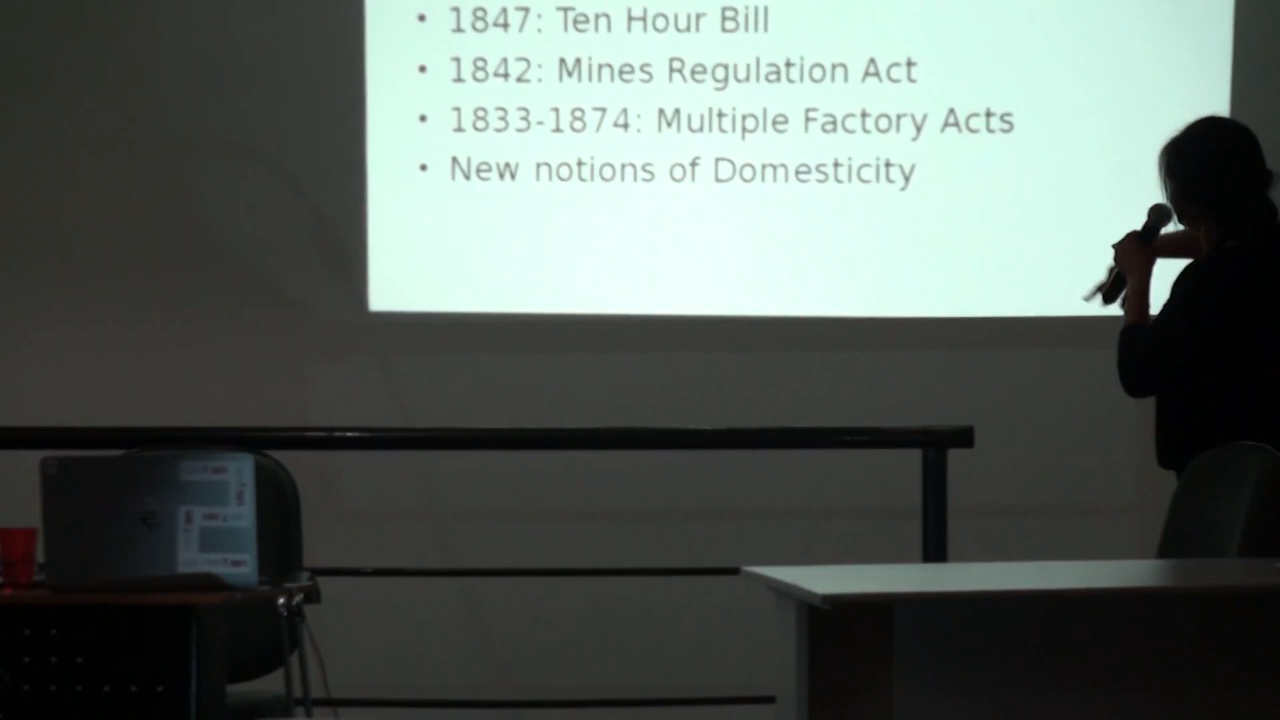 • 1847: Ten Hour Bill
• 1842: Mines Regulation Act
• 1833-1874: Multiple Factory Acts
• New notions of Domesticity